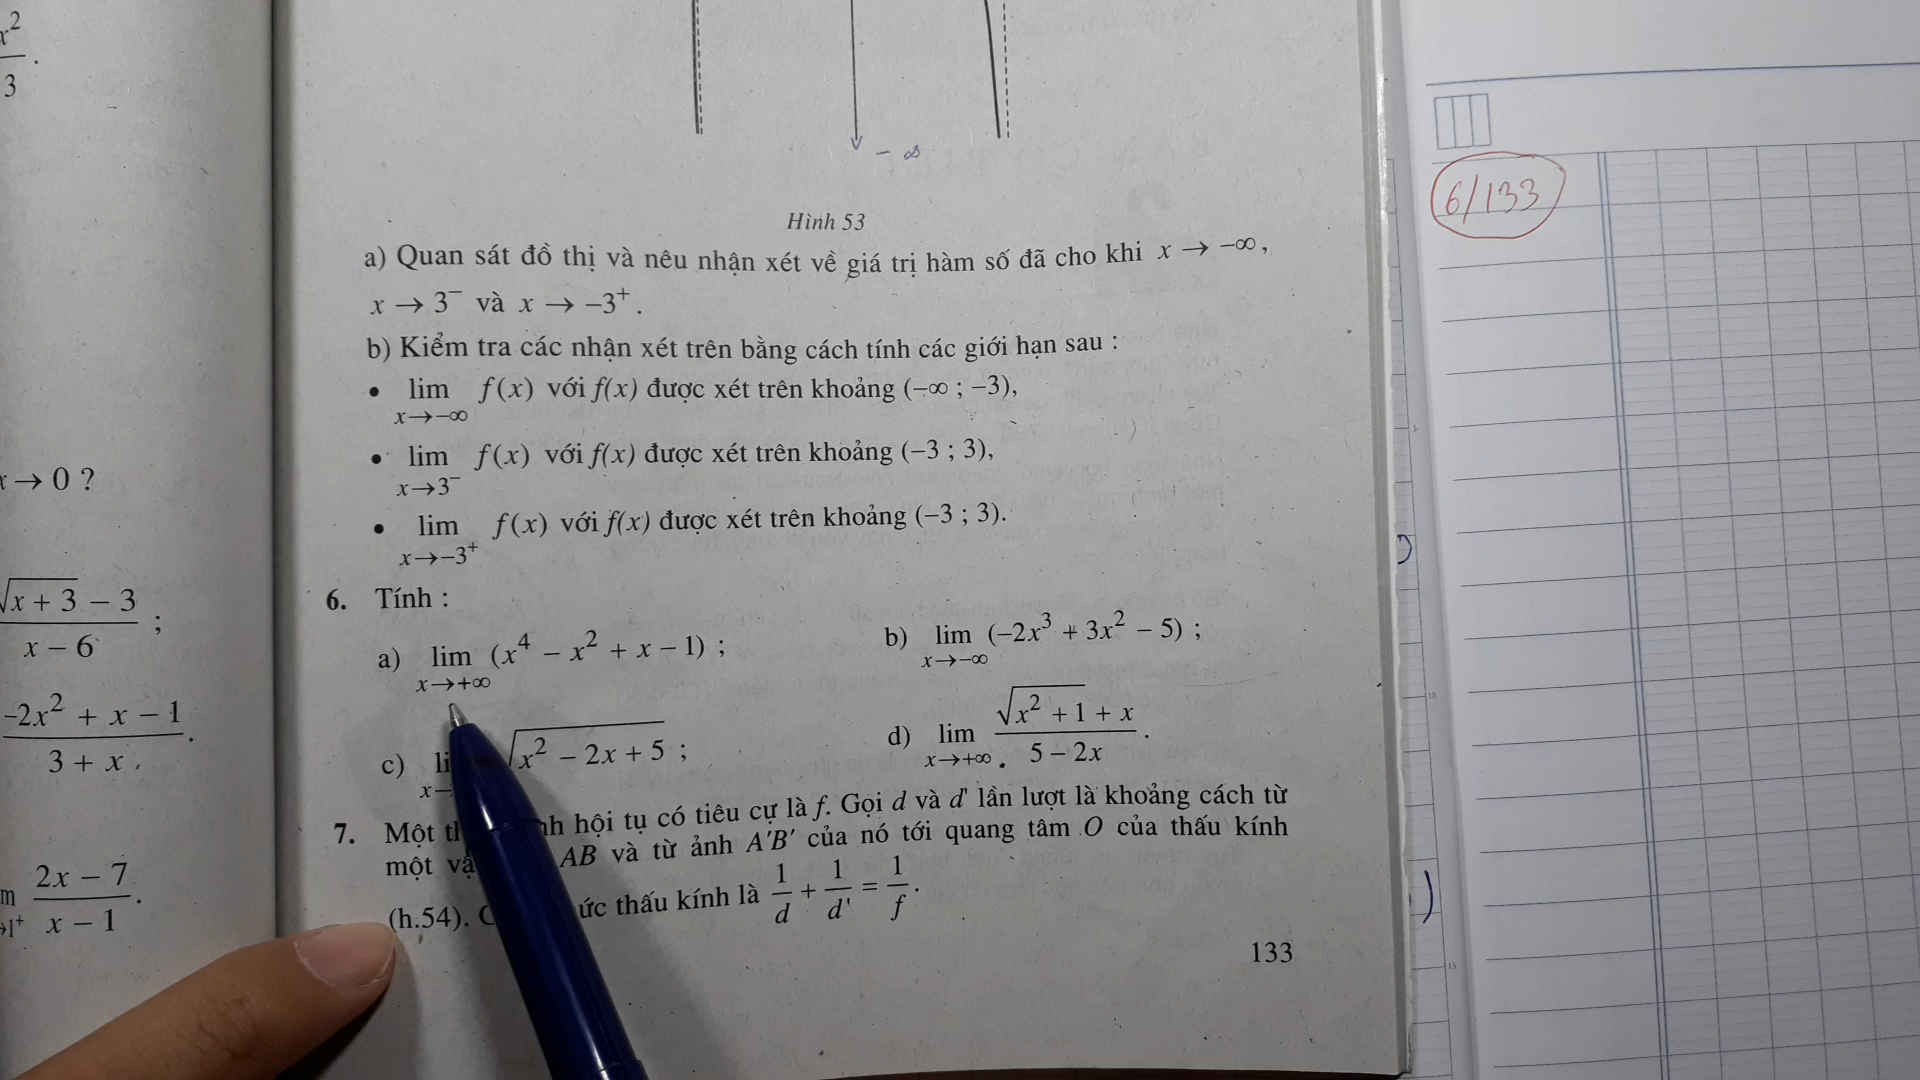 x²
3 .
x → 0 ?
√x + 3 − 3
x − 6 ;
−2x² + x − 1
3 + x .
2x − 7
→1⁺ x − 1 .
− ∞
Hình 53
a) Quan sát đồ thị và nêu nhận xét về giá trị hàm số đã cho khi x → −∞,
x → 3⁻ và x → −3⁺.
b) Kiểm tra các nhận xét trên bằng cách tính các giới hạn sau :
• lim f(x) với f(x) được xét trên khoảng (−∞ ; −3),
x→−∞
• lim f(x) với f(x) được xét trên khoảng (−3 ; 3),
x→3⁻
• lim f(x) với f(x) được xét trên khoảng (−3 ; 3).
x→−3⁺
6. Tính :
a) lim (x⁴ − x² + x − 1) ; b) lim (−2x³ + 3x² − 5) ;
x→+∞ x→−∞
c) √x² − 2x + 5 ; d) lim (√x² + 1 + x)/(5 − 2x) .
x→+∞
7. Một hội tụ có tiêu cự là f. Gọi d và d' lần lượt là khoảng cách từ
một AB và từ ảnh A'B' của nó tới quang tâm O của thấu kính
(h.54). thấu kính là 1/d + 1/d' = 1/f .
133
6/133
5
10
15